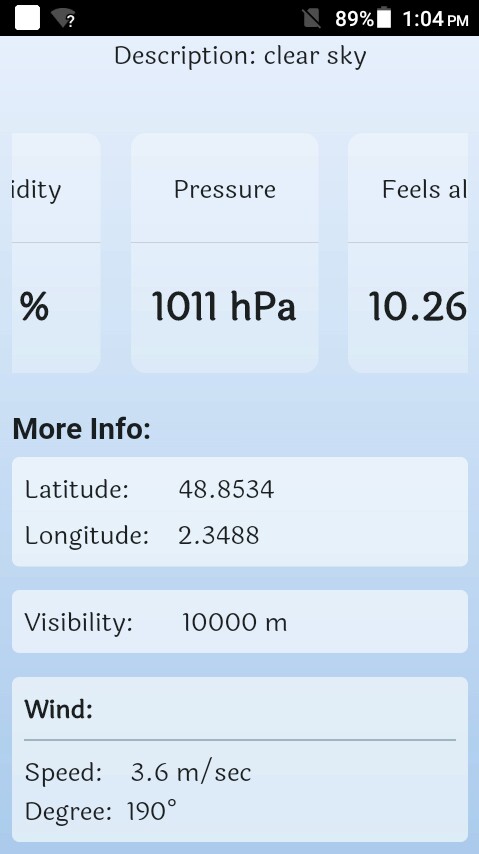 89% 1:04 PM
Description: clear sky
idity Pressure Feels al
% 1011 hPa 10.26
More Info:
Latitude: 48.8534
Longitude: 2.3488
Visibility: 10000 m
Wind:
Speed: 3.6 m/sec
Degree: 190°